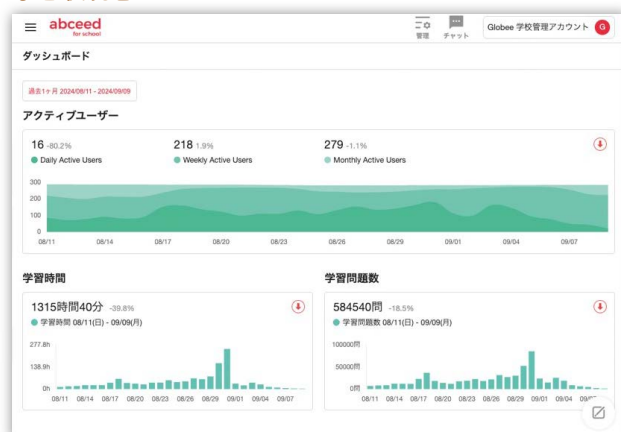 abceed
for school
管理
チャット
Globee 学校管理アカウント G
ダッシュボード
過去1ヶ月 2024/08/11 - 2024/09/09
アクティブユーザー
16 -80.2%
Daily Active Users
218 1.9%
Weekly Active Users
279 -1.1%
Monthly Active Users
300
200
100
0
08/11 08/14 08/17 08/20 08/23 08/26 08/29 09/01 09/04 09/07
学習時間
1315時間40分 -39.8%
学習時間 08/11(日) - 09/09(月)
277.8h
138.9h
0h
08/11 08/14 08/17 08/20 08/23 08/26 08/29 09/01 09/04 09/07
学習問題数
584540問 -18.5%
学習問題数 08/11(日) - 09/09(月)
100000問
50000問
0問
08/11 08/14 08/17 08/20 08/23 08/26 08/29 09/01 09/04